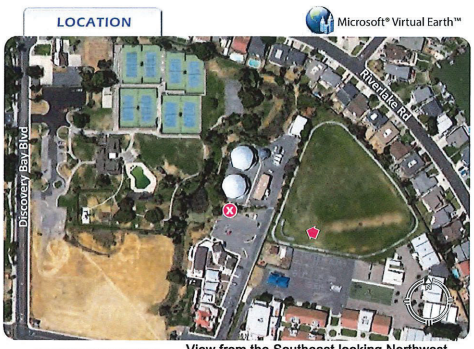 LOCATION
Microsoft® Virtual Earth™
Discovery Bay Blvd
Riverlake Rd
X
N
View from the Southeast looking Northwest